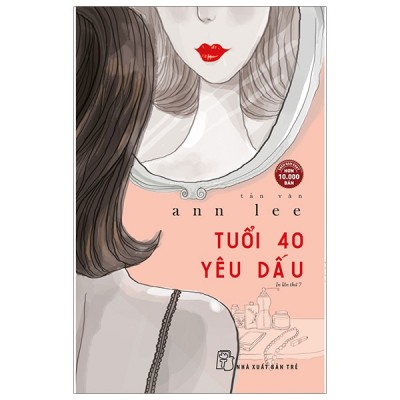 HƠN
10.000
BẢN
tản văn
ann lee
TUỔI 40
YÊU DẤU
In lần thứ 7
NHÀ XUẤT BẢN TRẺ